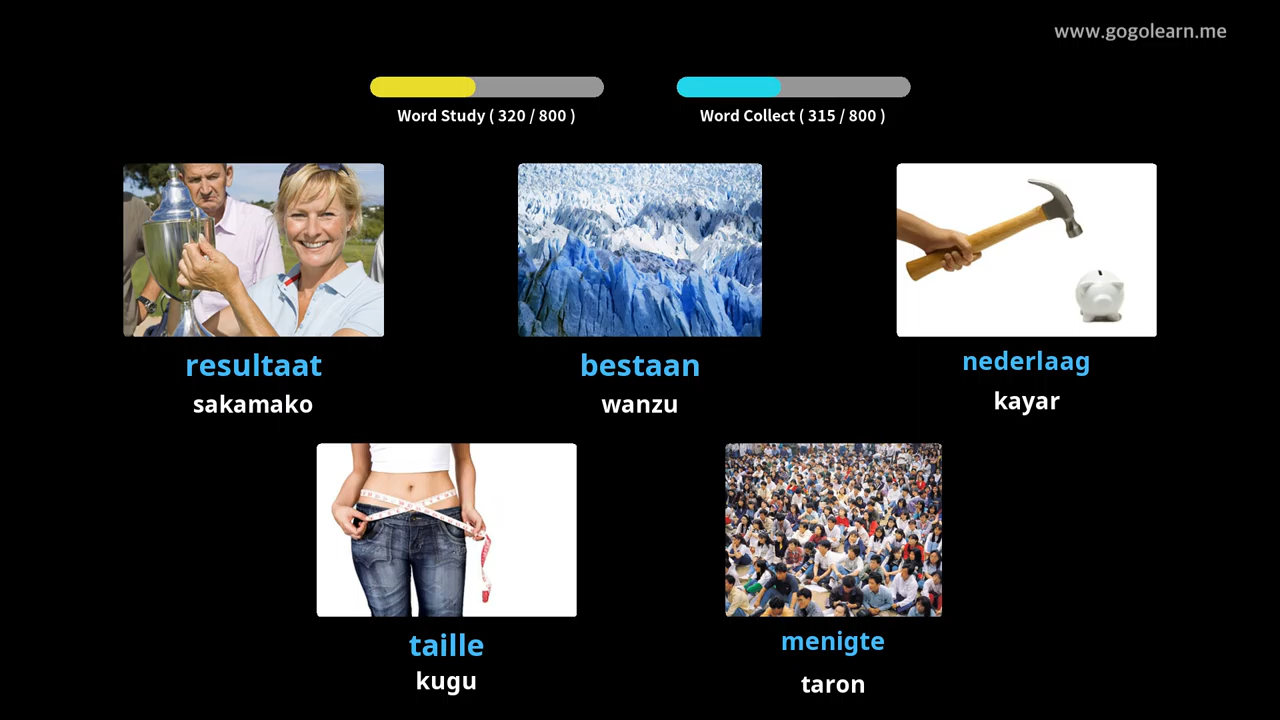 www.gogolearn.me
Word Study ( 320 / 800 )
Word Collect ( 315 / 800 )
resultaat
sakamako
bestaan
wanzu
nederlaag
kayar
taille
kugu
menigte
taron